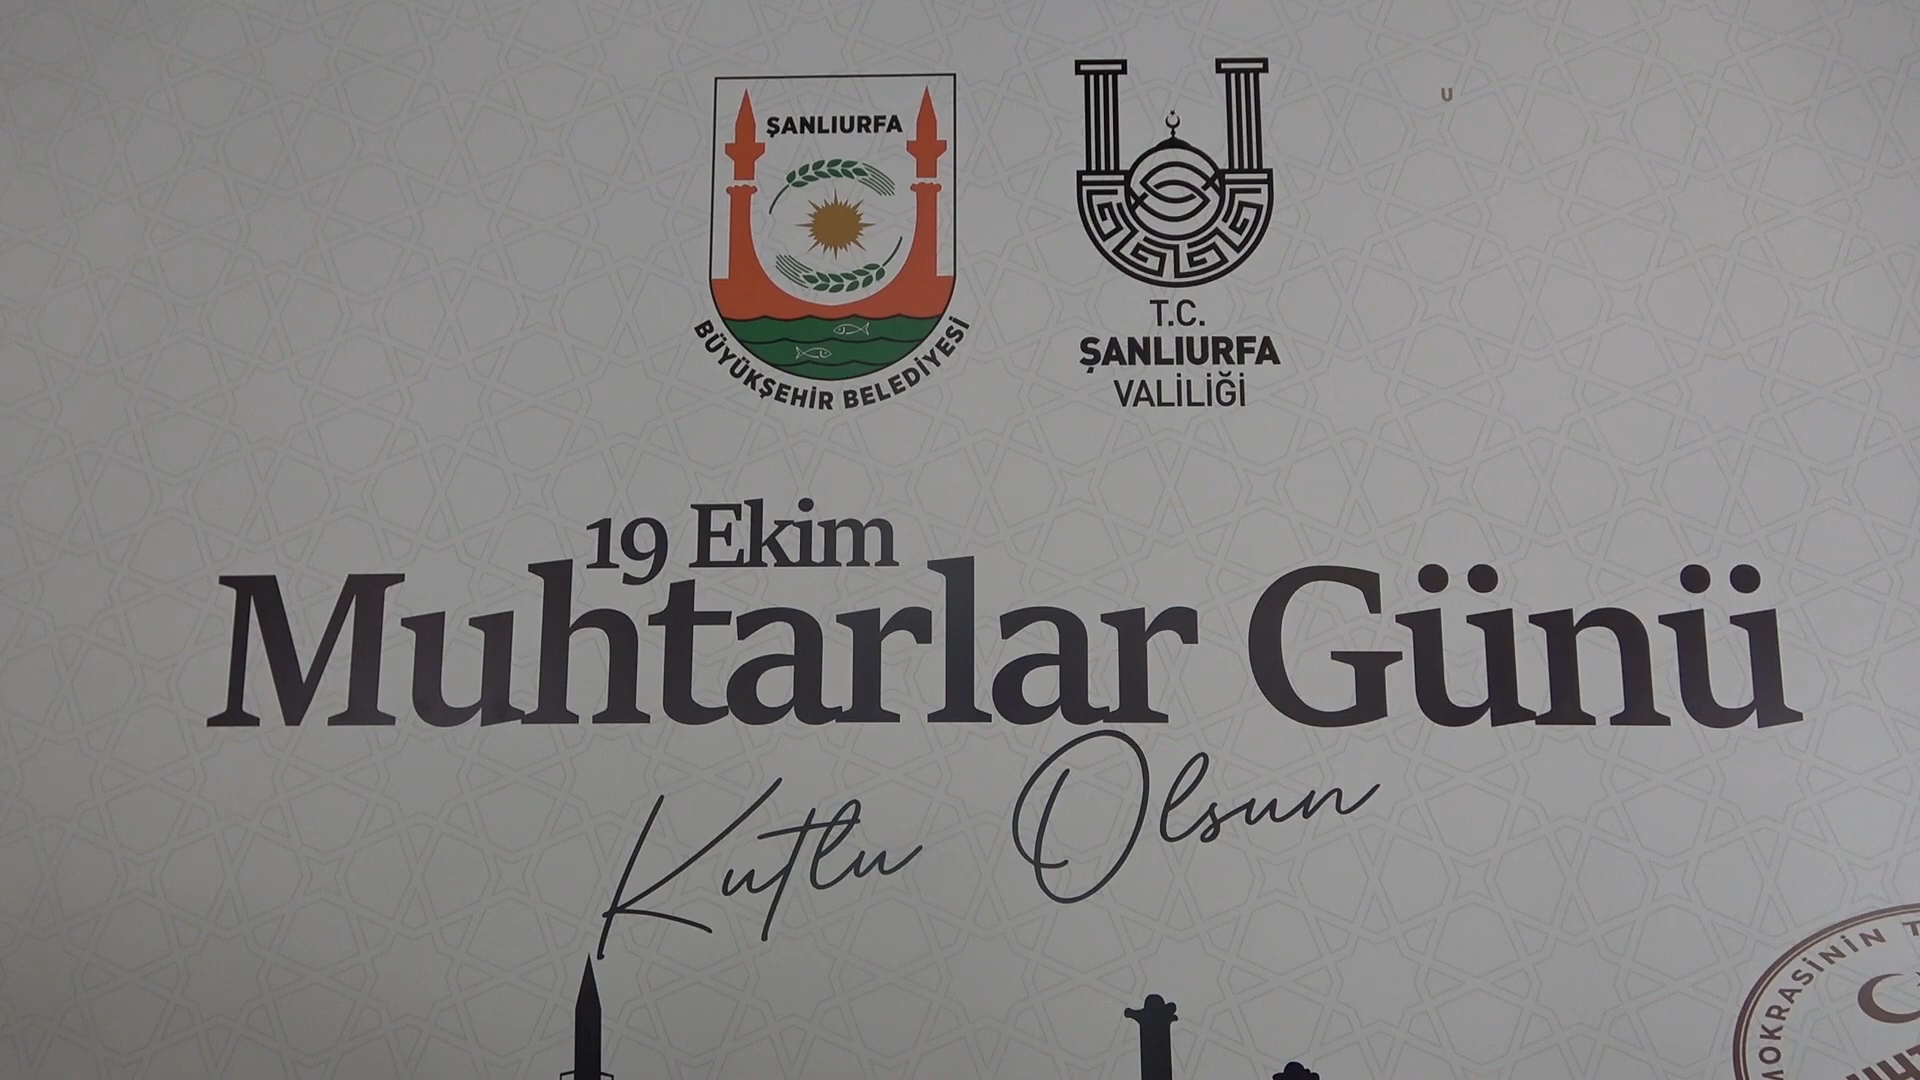 ŞANLIURFA
BÜYÜKŞEHİR BELEDİYESİ
T.C.
ŞANLIURFA
VALİLİĞİ
U
19 Ekim
Muhtarlar Günü
Kutlu Olsun